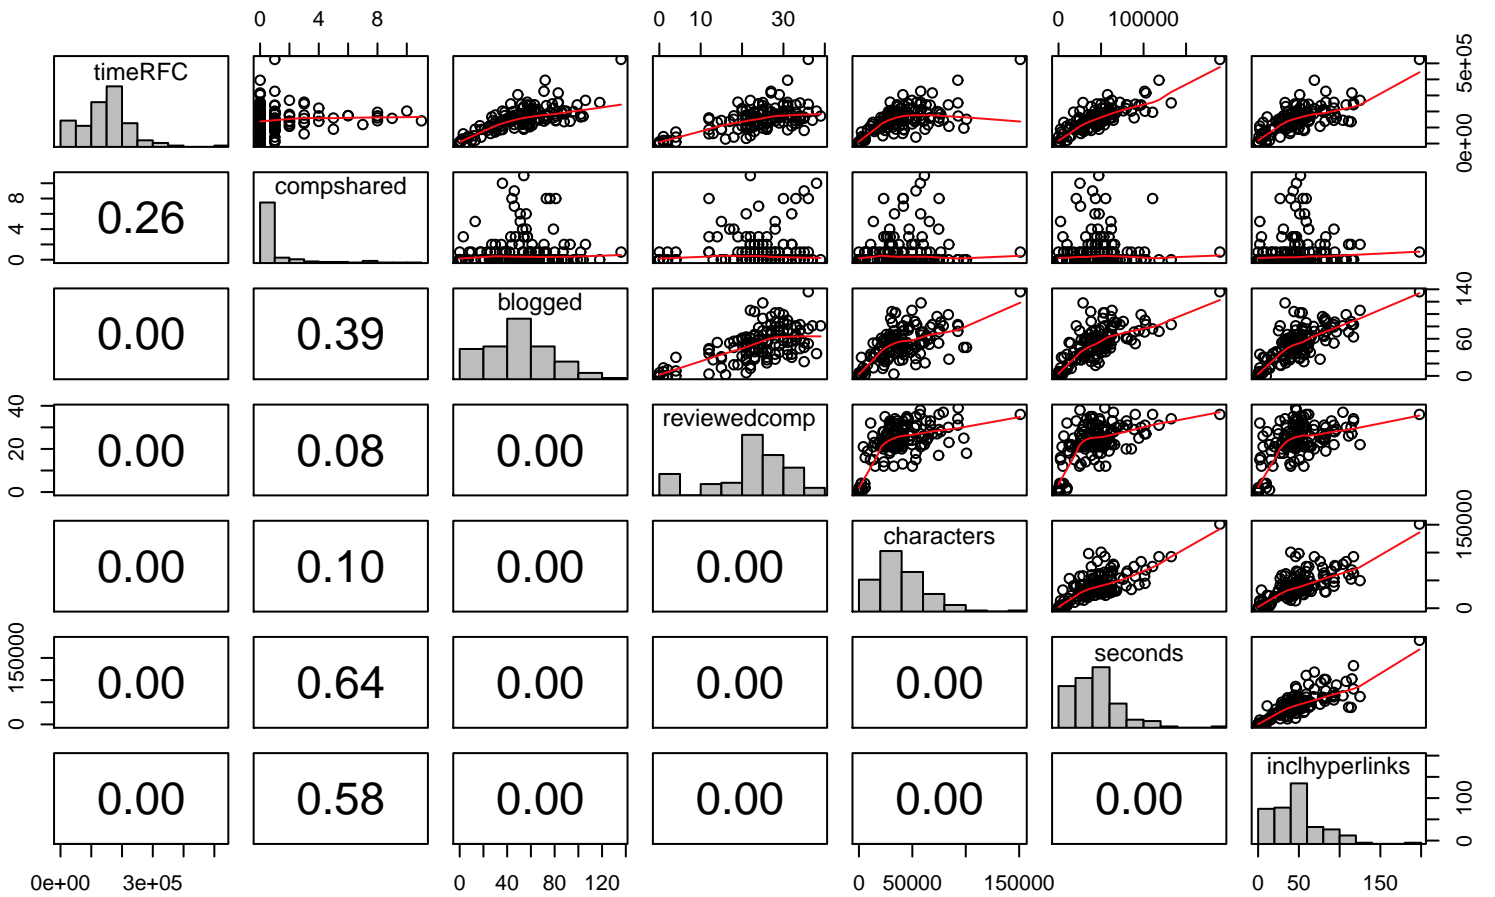 0 4 8 0 10 30 0 100000
timeRFC 0e+00 5e+05
0 4 8 0.26 compshared
0.00 0.39 blogged 0 60 140
0 20 40 0.00 0.08 0.00 reviewedcomp
0.00 0.10 0.00 0.00 characters 0 150000
0 150000 0.00 0.64 0.00 0.00 0.00 seconds
0.00 0.58 0.00 0.00 0.00 0.00 inclhyperlinks 0 100
0e+00 3e+05 0 40 80 120 0 50000 150000 0 50 150